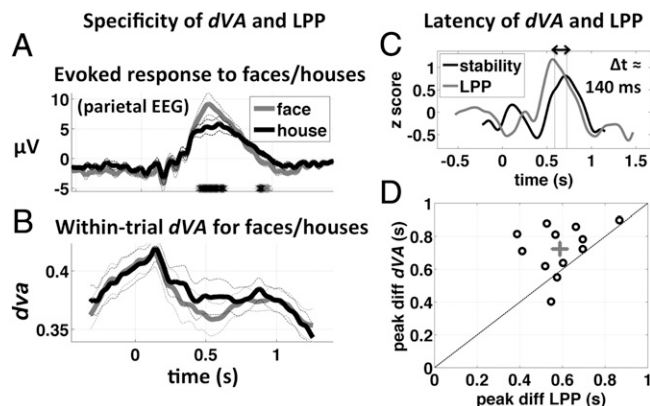 Specificity of dVA and LPP
A
Evoked response to faces/houses
(parietal EEG)
face
house
μV
10
5
0
-5
B
Within-trial dVA for faces/houses
dva
0.4
0.35
0
0.5
1
time (s)
Latency of dVA and LPP
C
stability
LPP
Δt ≈
140 ms
z score
1
0.5
0
-0.5
-0.5
0
0.5
1
1.5
time (s)
D
peak diff dVA (s)
1
0.8
0.6
0.4
0.2
0
0
0.2
0.4
0.6
0.8
1
peak diff LPP (s)